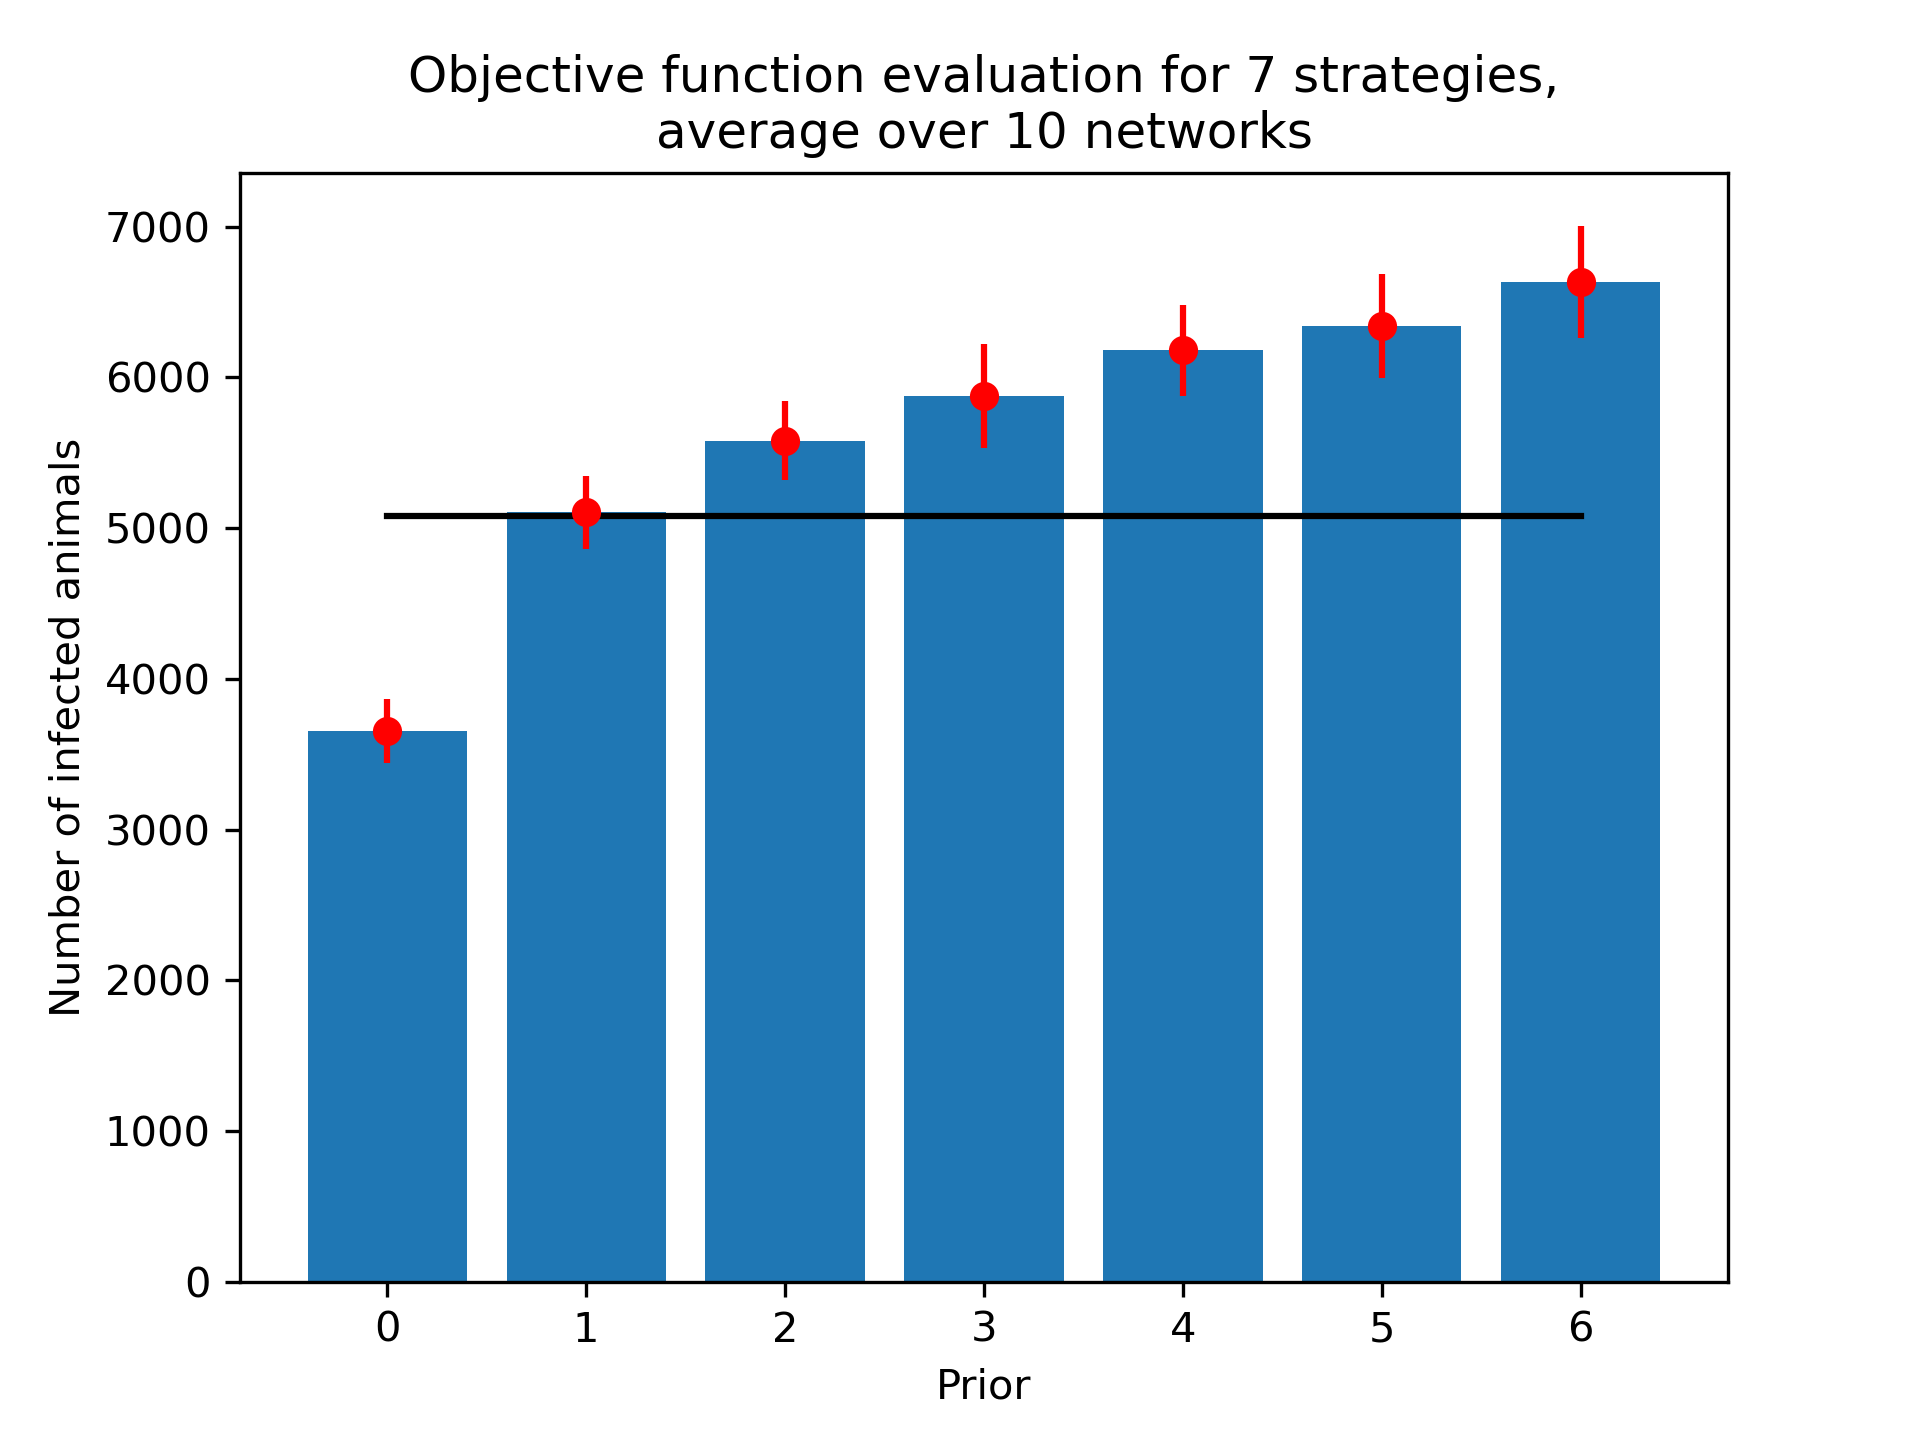 Objective function evaluation for 7 strategies,
average over 10 networks
7000
6000
5000
4000
3000
2000
1000
0
Number of infected animals
0 1 2 3 4 5 6
Prior